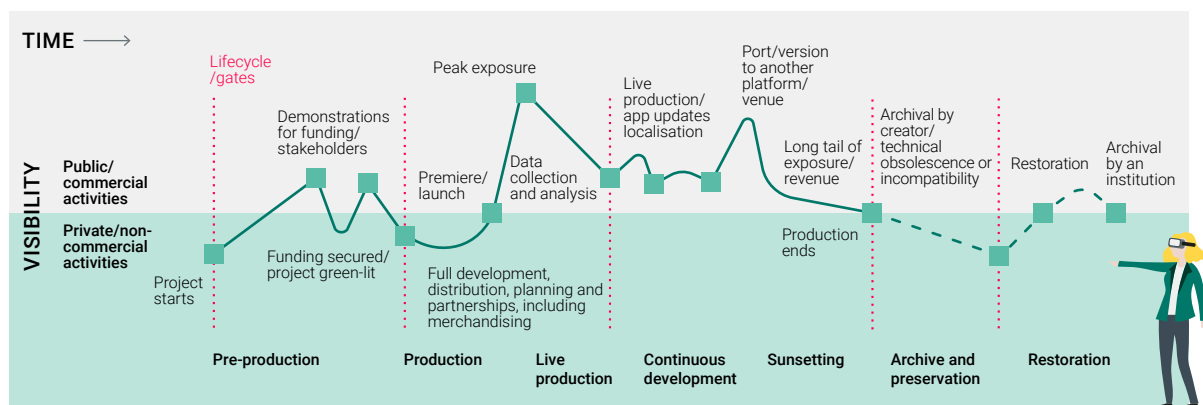 TIME
Lifecycle
/gates
Peak exposure
Port/version
to another
platform/
venue
Live
production/
app updates
localisation
Demonstrations
for funding/
stakeholders
Archival by
creator/
technical
obsolescence or
incompatibility
Long tail of
exposure/
revenue
Restoration
Archival
by an
institution
Premiere/
launch
Data
collection
and analysis
VISIBILITY
Public/
commercial
activities
Private/non-
commercial
activities
Project
starts
Funding secured/
project green-lit
Full development,
distribution, planning and
partnerships, including
merchandising
Production
ends
Pre-production
Production
Live
production
Continuous
development
Sunsetting
Archive and
preservation
Restoration